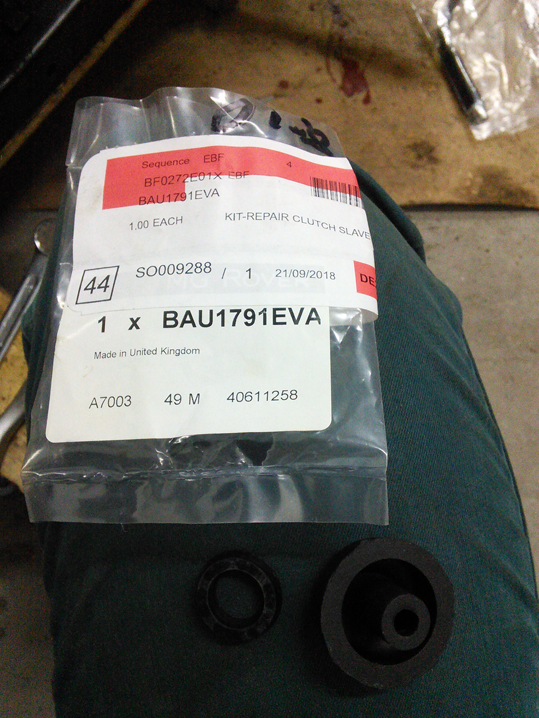 Sequence EBF 4
BF0272E01X EBF
BAU1791EVA
1.00 EACH KIT-REPAIR CLUTCH SLAVE
44 SO009288 / 1 21/09/2018 DE
1 x BAU1791EVA
Made in United Kingdom
A7003 49 M 40611258